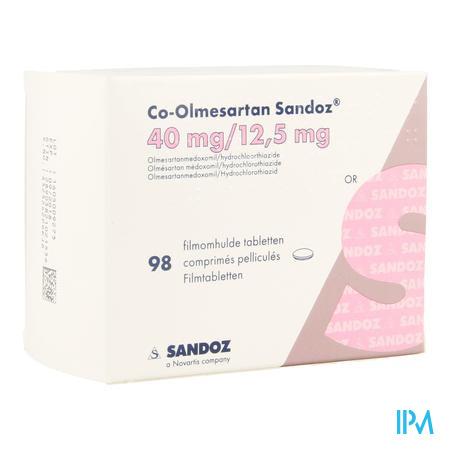 Co-Olmesartan Sandoz®
40 mg/12,5 mg
Olmesartanmedoxomil/hydrochloorthiazide
Olmésartan médoxomil/hydrochlorothiazide
Olmesartanmedoxomil/Hydrochlorothiazid
OR
98
filmomhulde tabletten
comprimés pelliculés
Filmtabletten
SANDOZ
a Novartis company
S
SANDOZ
IPM